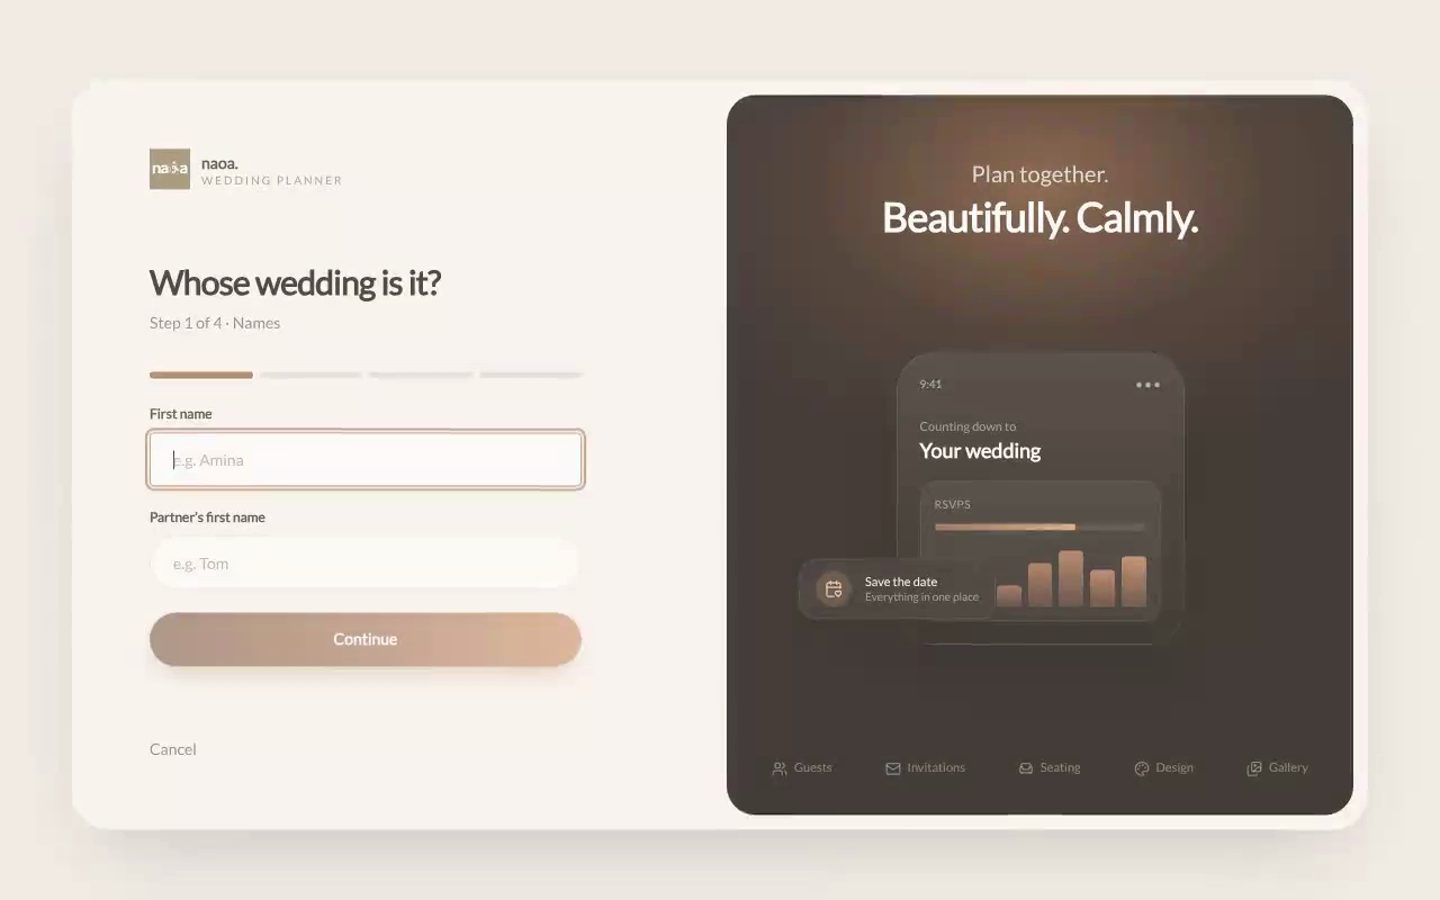 naoa.
WEDDING PLANNER
Whose wedding is it?
Step 1 of 4 · Names
First name
e.g. Amina
Partner's first name
e.g. Tom
Continue
Cancel
Plan together.
Beautifully. Calmly.
9:41
Counting down to
Your wedding
RSVPS
Save the date
Everything in one place
Guests
Invitations
Seating
Design
Gallery